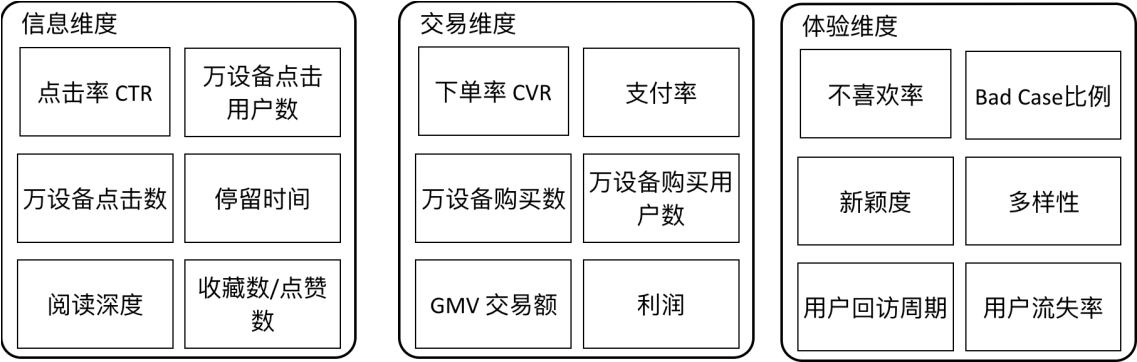 信息维度
点击率 CTR
万设备点击
用户数
万设备点击数
停留时间
阅读深度
收藏数/点赞
数
交易维度
下单率 CVR
支付率
万设备购买数
万设备购买用
户数
GMV 交易额
利润
体验维度
不喜欢率
Bad Case比例
新颖度
多样性
用户回访周期
用户流失率